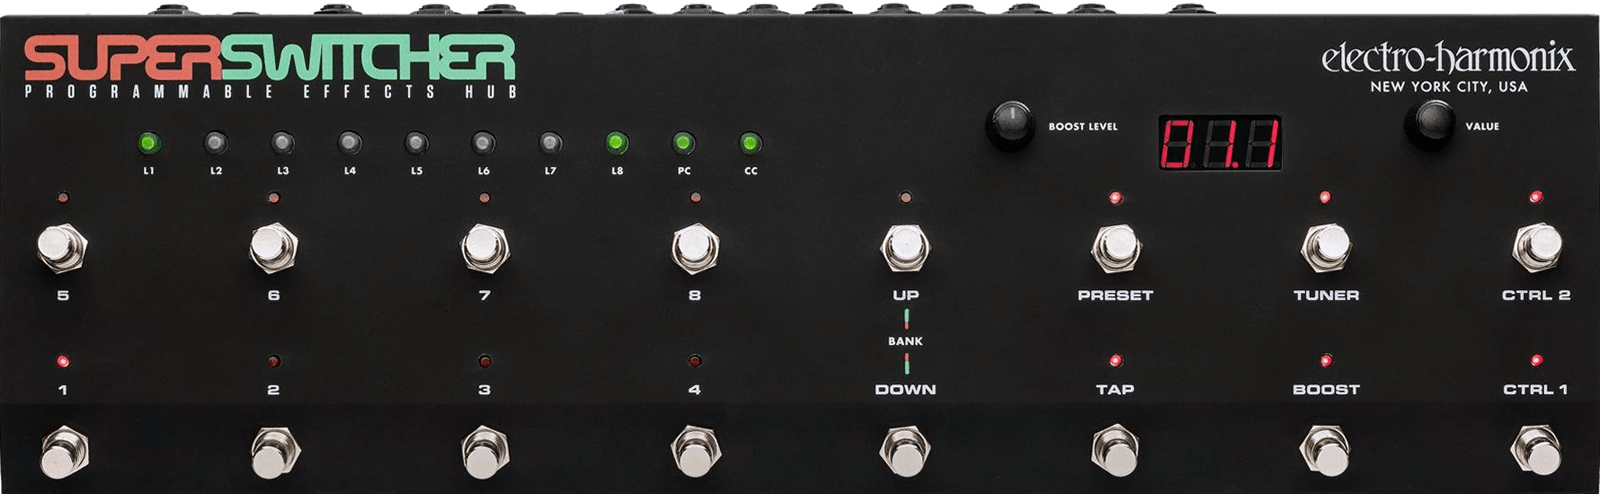 SUPERSWITCHER
PROGRAMMABLE EFFECTS HUB
electro-harmonix
NEW YORK CITY, USA
BOOST LEVEL
01.1
VALUE
L1 L2 L3 L4 L5 L6 L7 L8 PC CC
5 6 7 8 UP PRESET TUNER CTRL 2
BANK
1 2 3 4 DOWN TAP BOOST CTRL 1